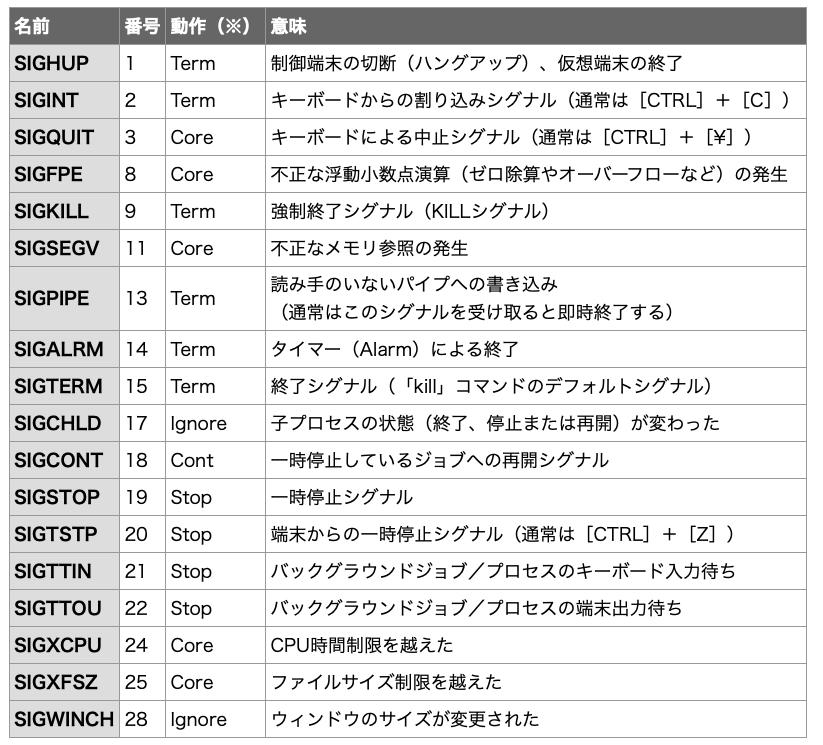 名前 番号 動作（※） 意味
SIGHUP 1 Term 制御端末の切断（ハングアップ）、仮想端末の終了
SIGINT 2 Term キーボードからの割り込みシグナル（通常は［CTRL］＋［C］）
SIGQUIT 3 Core キーボードによる中止シグナル（通常は［CTRL］＋［¥］）
SIGFPE 8 Core 不正な浮動小数点演算（ゼロ除算やオーバーフローなど）の発生
SIGKILL 9 Term 強制終了シグナル（KILLシグナル）
SIGSEGV 11 Core 不正なメモリ参照の発生
SIGPIPE 13 Term 読み手のいないパイプへの書き込み
（通常はこのシグナルを受け取ると即時終了する）
SIGALRM 14 Term タイマー（Alarm）による終了
SIGTERM 15 Term 終了シグナル（「kill」コマンドのデフォルトシグナル）
SIGCHLD 17 Ignore 子プロセスの状態（終了、停止または再開）が変わった
SIGCONT 18 Cont 一時停止しているジョブへの再開シグナル
SIGSTOP 19 Stop 一時停止シグナル
SIGTSTP 20 Stop 端末からの一時停止シグナル（通常は［CTRL］＋［Z］）
SIGTTIN 21 Stop バックグラウンドジョブ／プロセスのキーボード入力待ち
SIGTTOU 22 Stop バックグラウンドジョブ／プロセスの端末出力待ち
SIGXCPU 24 Core CPU時間制限を越えた
SIGXFSZ 25 Core ファイルサイズ制限を越えた
SIGWINCH 28 Ignore ウィンドウのサイズが変更された